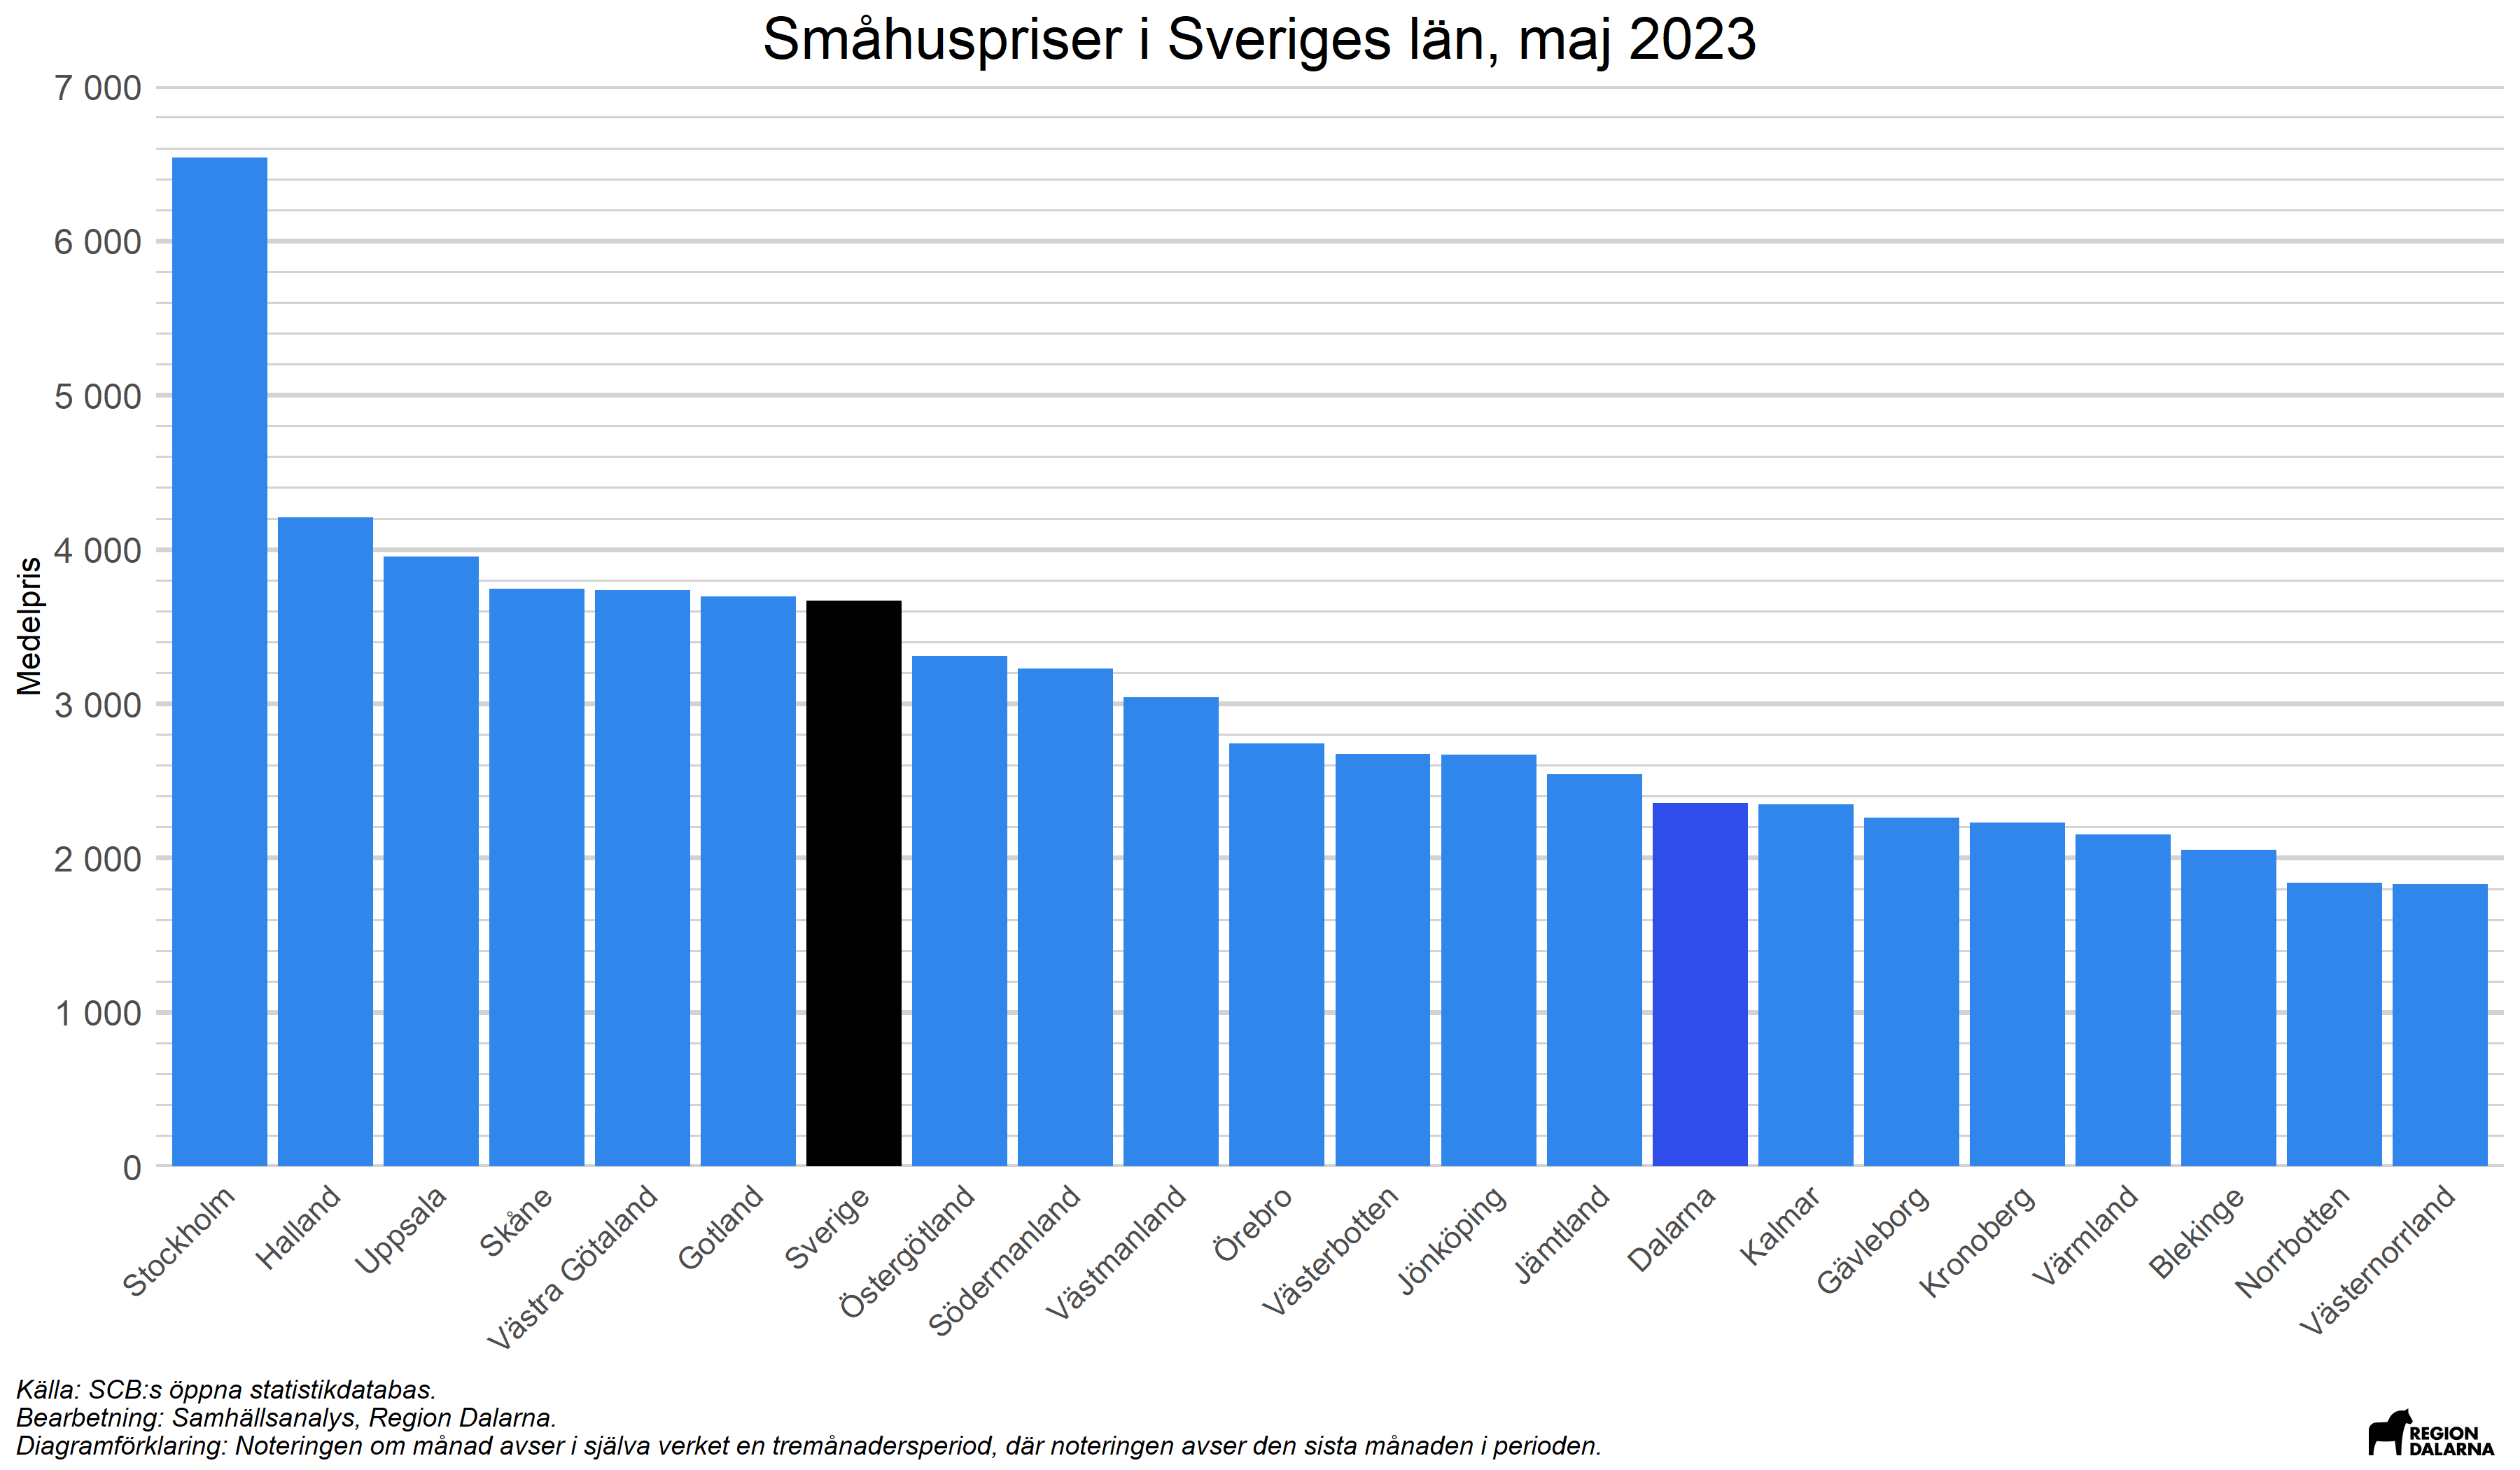 Småhuspriser i Sveriges län, maj 2023
Medelpris
7 000
6 000
5 000
4 000
3 000
2 000
1 000
0
Stockholm
Halland
Uppsala
Skåne
Västra Götaland
Gotland
Sverige
Östergötland
Södermanland
Västmanland
Örebro
Västerbotten
Jönköping
Jämtland
Dalarna
Kalmar
Gävleborg
Kronoberg
Värmland
Blekinge
Norrbotten
Västernorrland
Källa: SCB:s öppna statistikdatabas.
Bearbetning: Samhällsanalys, Region Dalarna.
Diagramförklaring: Noteringen om månad avser i själva verket en tremånadersperiod, där noteringen avser den sista månaden i perioden.
REGION
DALARNA